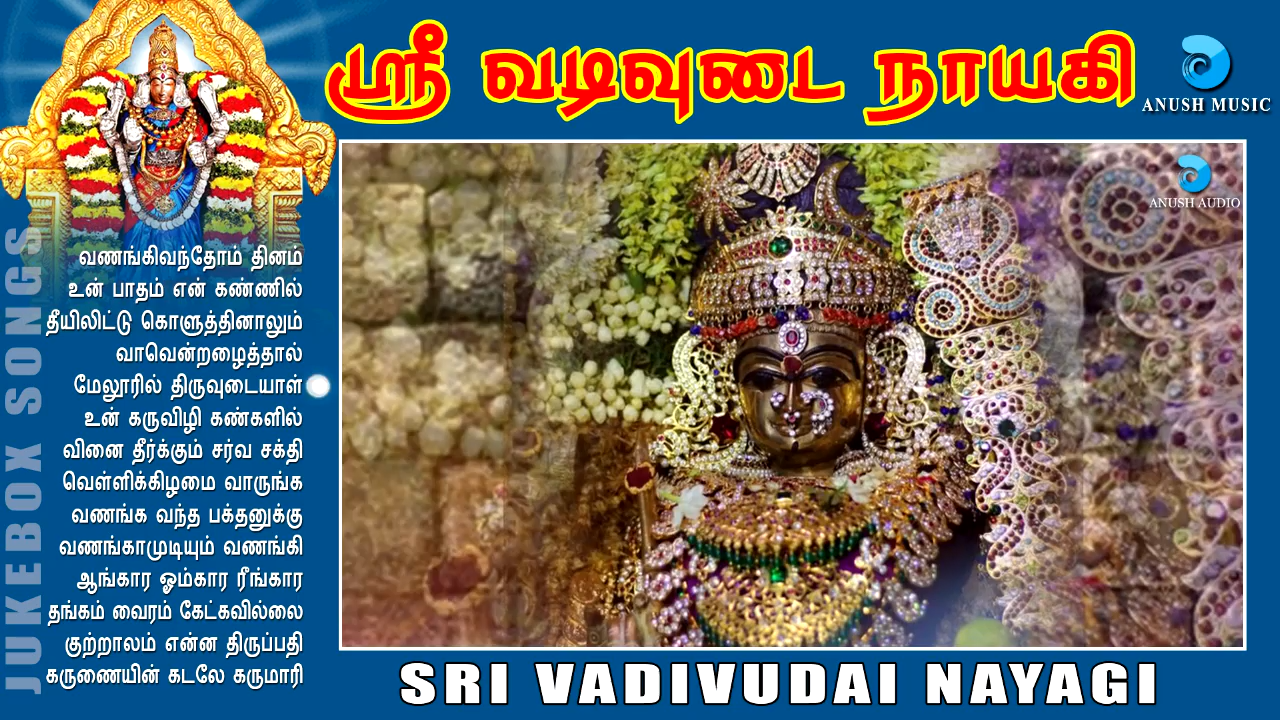 ஸ்ரீ வடிவுடை நாயகி
ANUSH MUSIC
ANUSH AUDIO
JUKEBOX SONGS
வணங்கிவந்தோம் தினம்
உன் பாதம் என் கண்ணில்
தீயிலிட்டு கொளுத்தினாலும்
வாவென்றழைத்தால்
மேலூரில் திருவுடையாள்
உன் கருவிழி கண்களில்
வினை தீர்க்கும் சர்வ சக்தி
வெள்ளிக்கிழமை வாருங்க
வணங்க வந்த பக்தனுக்கு
வணங்காமுடியும் வணங்கி
ஆங்கார ஓம்கார ரீங்கார
தங்கம் வைரம் கேட்கவில்லை
குற்றாலம் என்ன திருப்பதி
கருணையின் கடலே கருமாரி
SRI VADIVUDAI NAYAGI